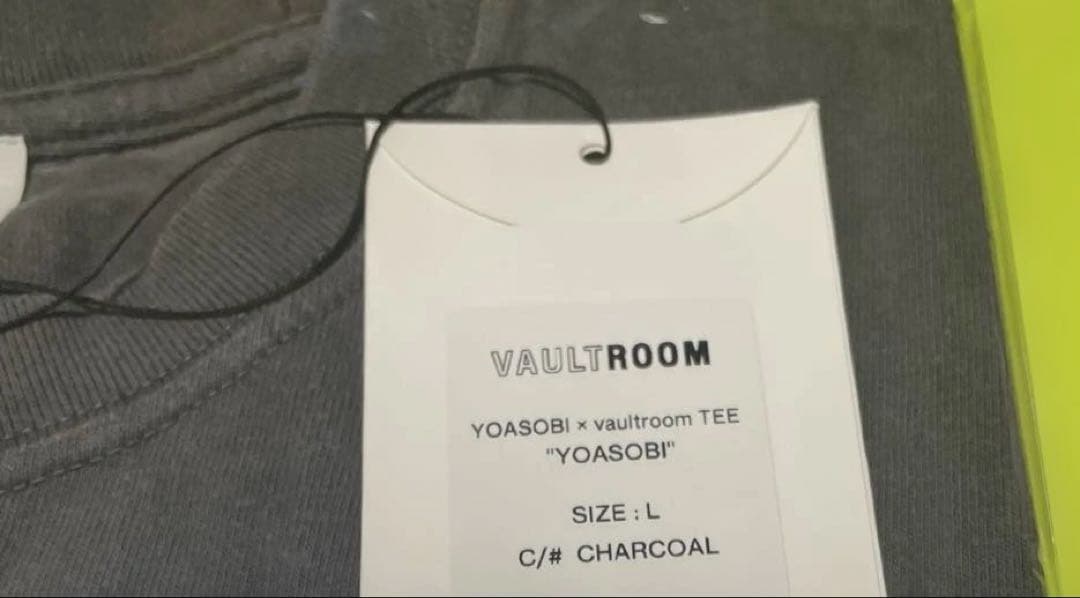 VAULTROOM
YOASOBI × vaultroom TEE
"YOASOBI"
SIZE : L
C/# CHARCOAL